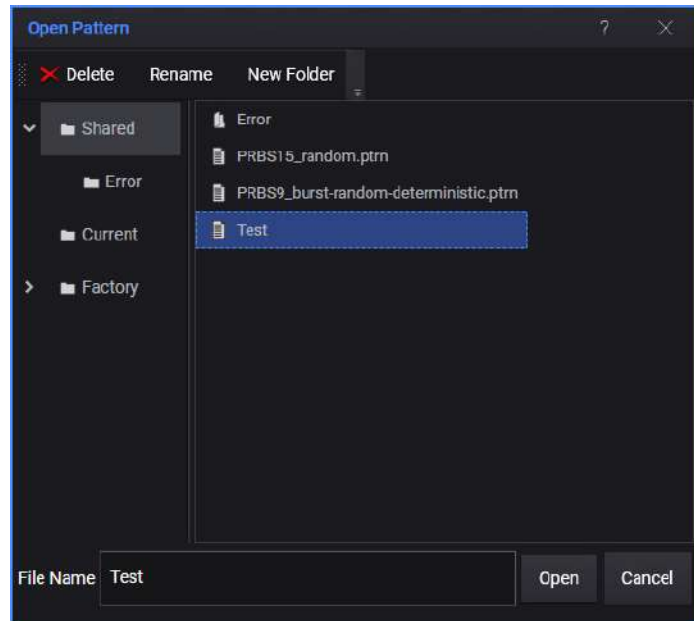 Open Pattern ?
Delete Rename New Folder
Shared
Error
Current
Factory
Error
PRBS15_random.ptrn
PRBS9_burst-random-deterministic.ptrn
Test
File Name Test Open Cancel